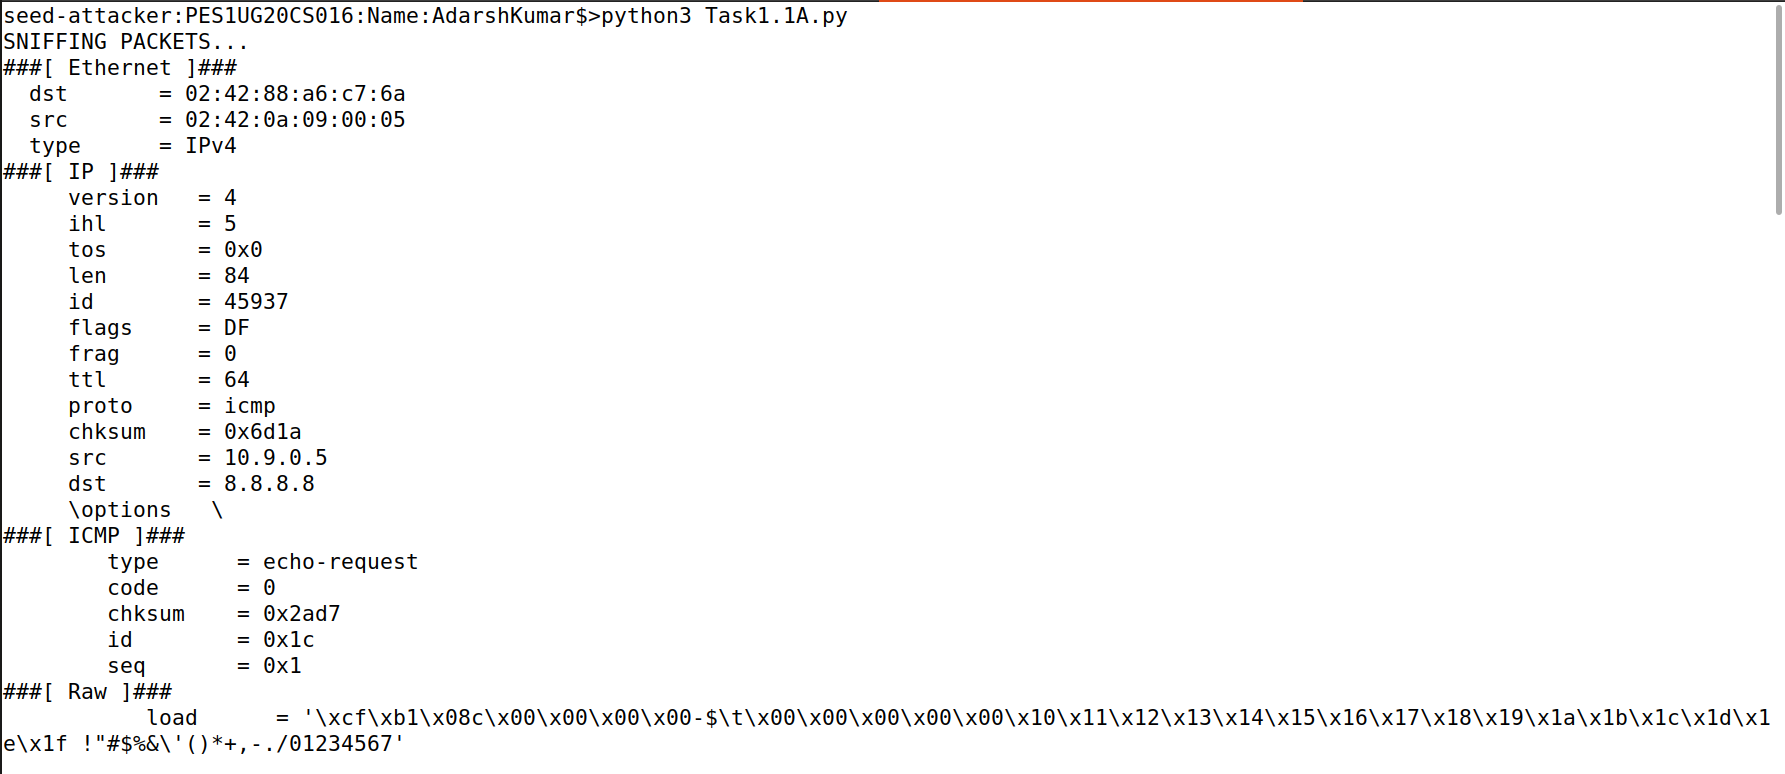 seed-attacker:PES1UG20CS016:Name:AdarshKumar$>python3 Task1.1A.py
SNIFFING PACKETS...
###[ Ethernet ]###
  dst       = 02:42:88:a6:c7:6a
  src       = 02:42:0a:09:00:05
  type      = IPv4
###[ IP ]###
     version   = 4
     ihl       = 5
     tos       = 0x0
     len       = 84
     id        = 45937
     flags     = DF
     frag      = 0
     ttl       = 64
     proto     = icmp
     chksum    = 0x6d1a
     src       = 10.9.0.5
     dst       = 8.8.8.8
     \options   \
###[ ICMP ]###
        type      = echo-request
        code      = 0
        chksum    = 0x2ad7
        id        = 0x1c
        seq       = 0x1
###[ Raw ]###
           load      = '\xcf\xb1\x08c\x00\x00\x00\x00-$\t\x00\x00\x00\x00\x00\x10\x11\x12\x13\x14\x15\x16\x17\x18\x19\x1a\x1b\x1c\x1d\x1
e\x1f !"#$%&\'()*+,-./01234567'